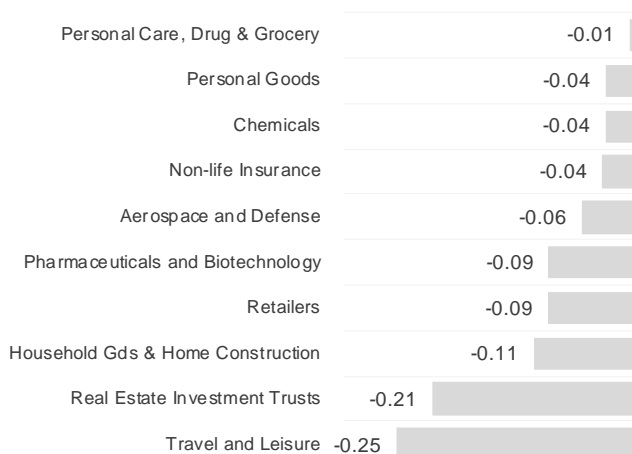 Personal Care, Drug & Grocery -0.01
Personal Goods -0.04
Chemicals -0.04
Non-life Insurance -0.04
Aerospace and Defense -0.06
Pharmaceuticals and Biotechnology -0.09
Retailers -0.09
Household Gds & Home Construction -0.11
Real Estate Investment Trusts -0.21
Travel and Leisure -0.25